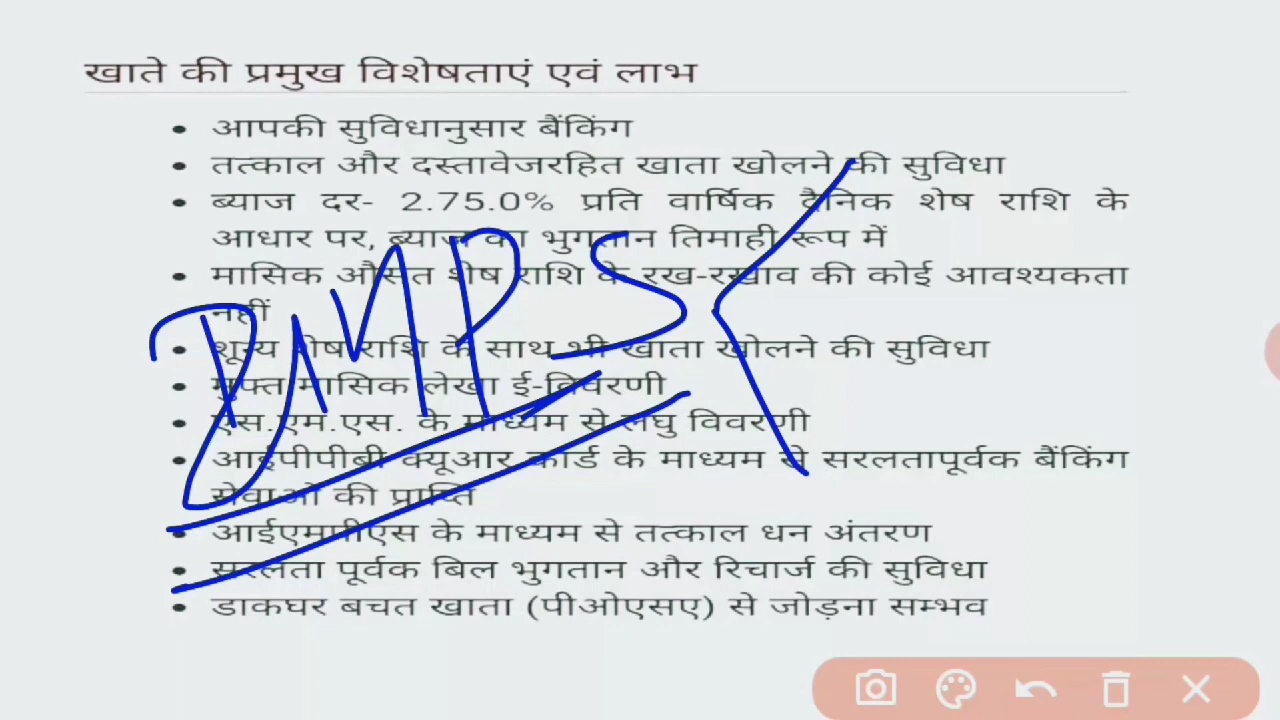 खाते की प्रमुख विशेषताएं एवं लाभ
• आपकी सुविधानुसार बैंकिंग
• तत्काल और दस्तावेजरहित खाता खोलने की सुविधा
• ब्याज दर- 2.75.0% प्रति वार्षिक दैनिक शेष राशि के
आधार पर, ब्याज का भुगतान तिमाही रूप में
• मासिक औसत शेष राशि के रख-रखाव की कोई आवश्यकता
नहीं
• शून्य शेष राशि के साथ भी खाता खोलने की सुविधा
• मुफ्त मासिक लेखा ई-विवरणी
• एस.एम.एस. के माध्यम से लघु विवरणी
• आईपीपीबी क्यूआर कार्ड के माध्यम से सरलतापूर्वक बैंकिंग
सेवाओं की प्राप्ति
• आईएमपीएस के माध्यम से तत्काल धन अंतरण
• सरलता पूर्वक बिल भुगतान और रिचार्ज की सुविधा
• डाकघर बचत खाता (पीओएसए) से जोड़ना सम्भव